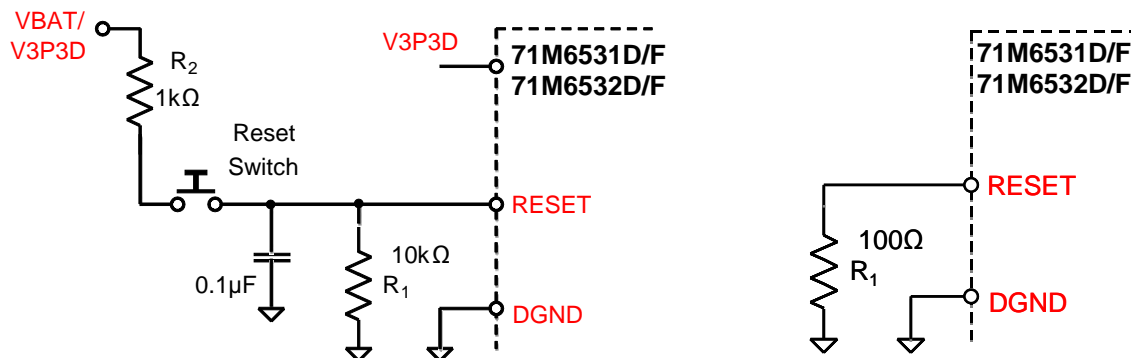 VBAT/
V3P3D
R2
1kΩ
Reset
Switch
0.1µF
10kΩ
R1
V3P3D
71M6531D/F
71M6532D/F
RESET
DGND
100Ω
R1
71M6531D/F
71M6532D/F
RESET
DGND